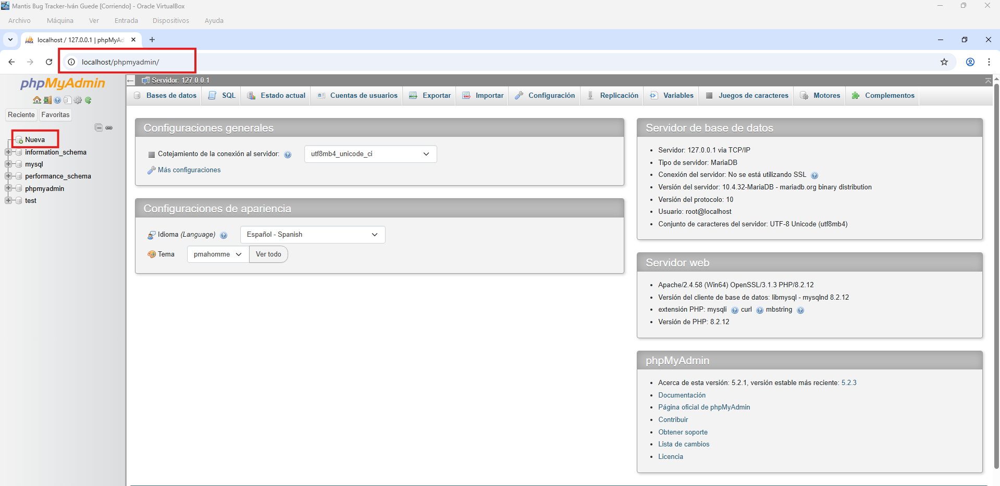 Mantis Bug Tracker-Iván Guede [Corriendo] - Oracle VirtualBox
Archivo Máquina Ver Entrada Dispositivos Ayuda
localhost / 127.0.0.1 | phpMyAd
localhost/phpmyadmin/
phpMyAdmin
Reciente Favoritas
Nueva
information_schema
mysql
performance_schema
phpmyadmin
test
Servidor: 127.0.0.1
Bases de datos SQL Estado actual Cuentas de usuarios Exportar Importar Configuración Replicación Variables Juegos de caracteres Motores Complementos
Configuraciones generales
Cotejamiento de la conexión al servidor: utf8mb4_unicode_ci
Más configuraciones
Configuraciones de apariencia
Idioma (Language) Español - Spanish
Tema pmahomme Ver todo
Servidor de base de datos
Servidor: 127.0.0.1 via TCP/IP
Tipo de servidor: MariaDB
Conexión del servidor: No se está utilizando SSL
Versión del servidor: 10.4.32-MariaDB - mariadb.org binary distribution
Versión del protocolo: 10
Usuario: root@localhost
Conjunto de caracteres del servidor: UTF-8 Unicode (utf8mb4)
Servidor web
Apache/2.4.58 (Win64) OpenSSL/3.1.3 PHP/8.2.12
Versión del cliente de base de datos: libmysql - mysqlnd 8.2.12
extensión PHP: mysqli curl mbstring
Versión de PHP: 8.2.12
phpMyAdmin
Acerca de esta versión: 5.2.1, versión estable más reciente: 5.2.3
Documentación
Página oficial de phpMyAdmin
Contribuir
Obtener soporte
Lista de cambios
Licencia